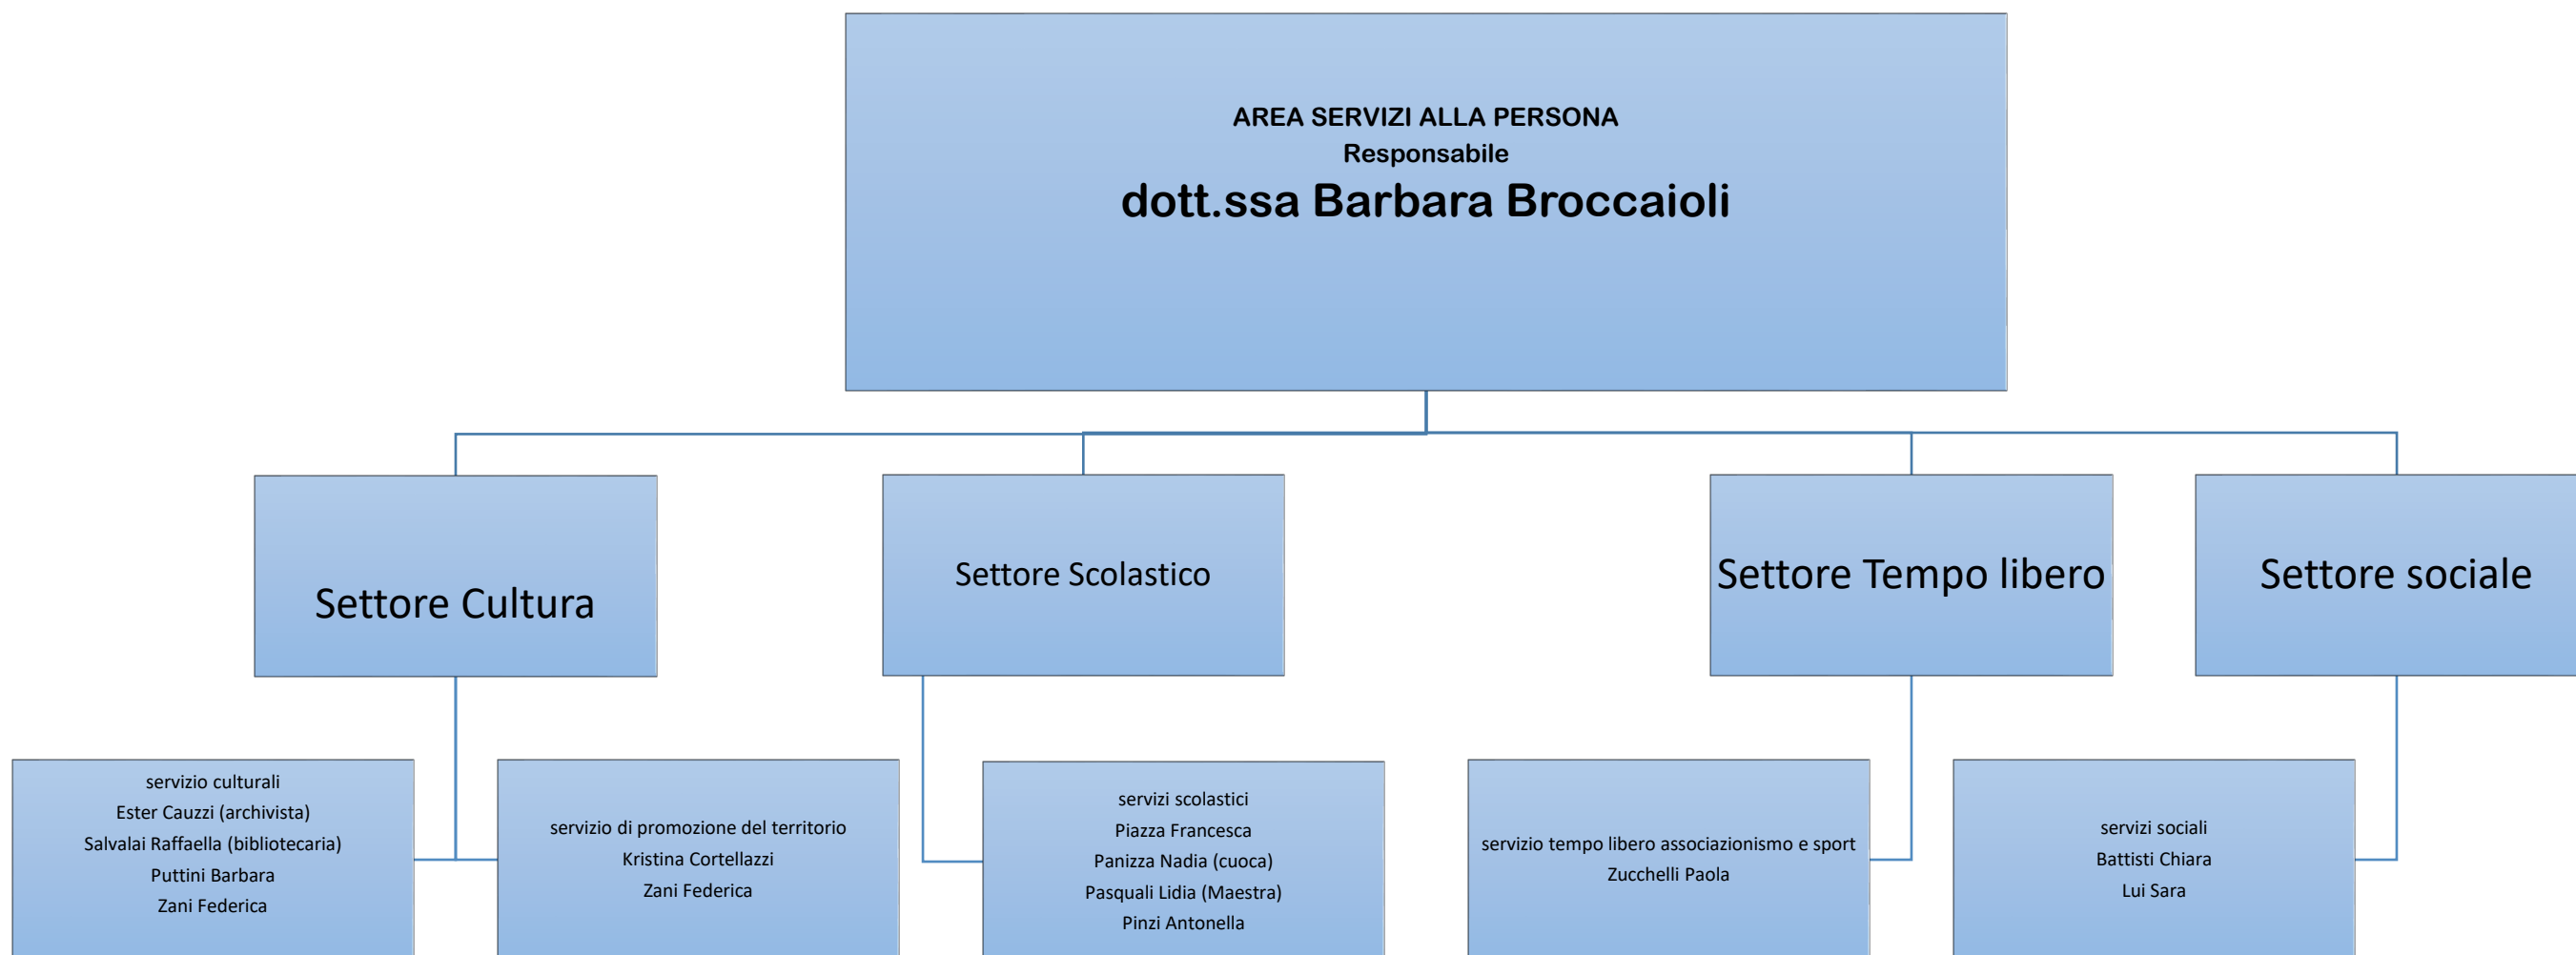 AREA SERVIZI ALLA PERSONA
Responsabile
dott.ssa Barbara Broccaioli
Settore Cultura
Settore Scolastico
Settore Tempo libero
Settore sociale
servizio culturali
Ester Cauzzi (archivista)
Salvalai Raffaella (bibliotecaria)
Puttini Barbara
Zani Federica
servizio di promozione del territorio
Kristina Cortellazzi
Zani Federica
servizi scolastici
Piazza Francesca
Panizza Nadia (cuoca)
Pasquali Lidia (Maestra)
Pinzi Antonella
servizio tempo libero associazionismo e sport
Zucchelli Paola
servizi sociali
Battisti Chiara
Lui Sara